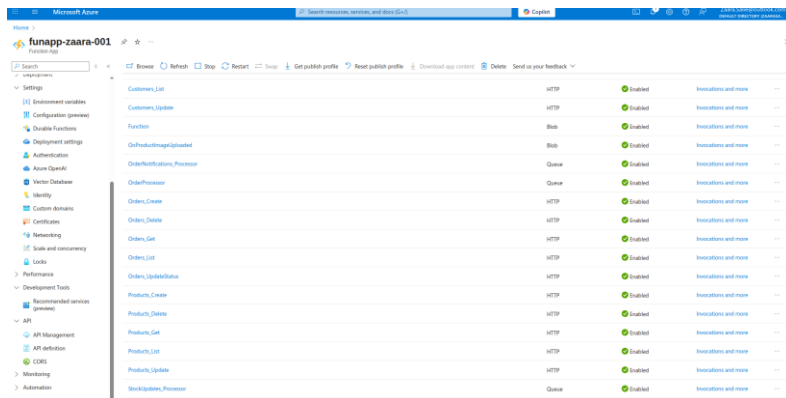 Microsoft Azure
Search resources, services, and docs (G+/)
Copilot
DEFAULT DIRECTORY
Home >
funapp-zaara-001
Function App
Search
Browse Refresh Stop Restart Swap Get publish profile Reset publish profile Download app content Delete Send us your feedback
Deployment
Settings
Environment variables
Configuration (preview)
Durable Functions
Deployment settings
Authentication
Azure OpenAI
Vector Database
Identity
Custom domains
Certificates
Networking
Scale and concurrency
Locks
Performance
Development Tools
Recommended services (preview)
API
API Management
API definition
CORS
Monitoring
Automation
Customers_List HTTP Enabled Invocations and more
Customers_Update HTTP Enabled Invocations and more
Function Blob Enabled Invocations and more
OnProductImageUploaded Blob Enabled Invocations and more
OrderNotifications_Processor Queue Enabled Invocations and more
OrderProcessor Queue Enabled Invocations and more
Orders_Create HTTP Enabled Invocations and more
Orders_Delete HTTP Enabled Invocations and more
Orders_Get HTTP Enabled Invocations and more
Orders_List HTTP Enabled Invocations and more
Orders_UpdateStatus HTTP Enabled Invocations and more
Products_Create HTTP Enabled Invocations and more
Products_Delete HTTP Enabled Invocations and more
Products_Get HTTP Enabled Invocations and more
Products_List HTTP Enabled Invocations and more
Products_Update HTTP Enabled Invocations and more
StockUpdates_Processor Queue Enabled Invocations and more